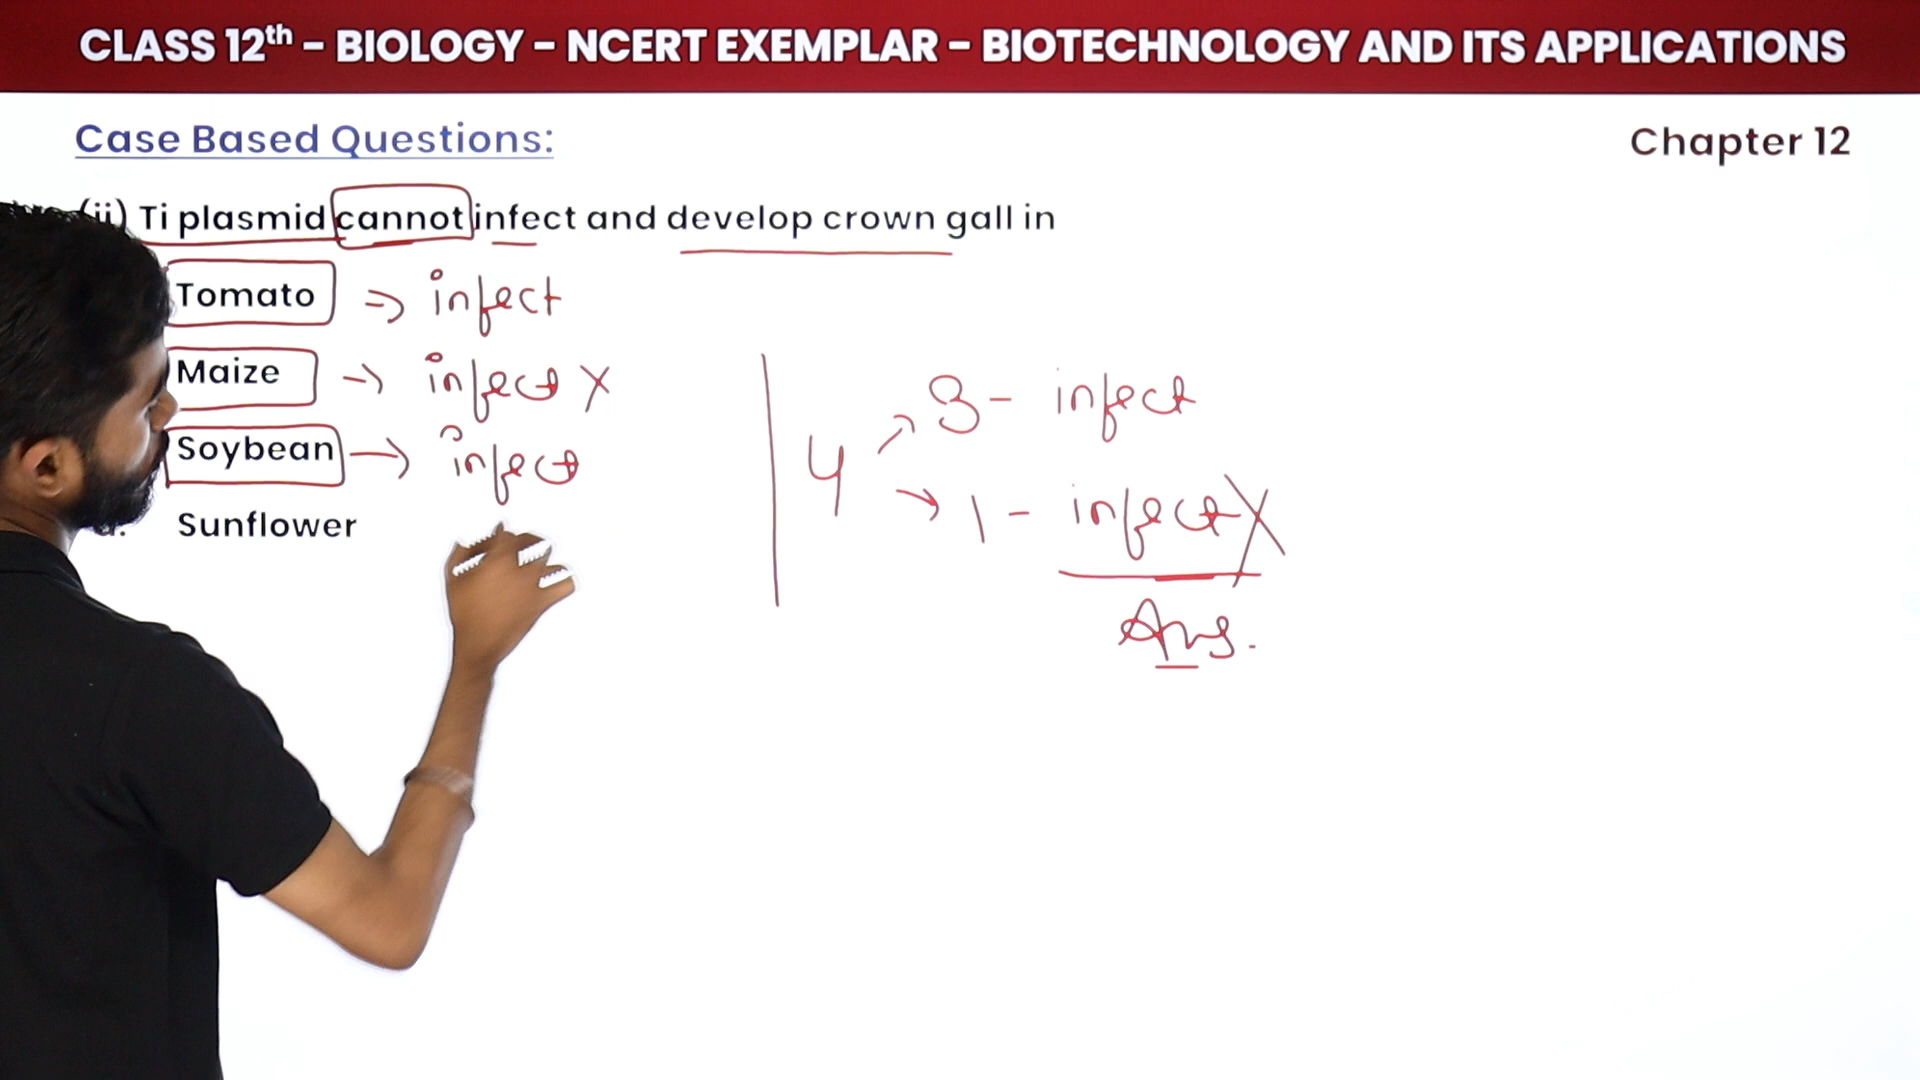 CLASS 12th – BIOLOGY – NCERT EXEMPLAR – BIOTECHNOLOGY AND ITS APPLICATIONS
Case Based Questions:
Chapter 12
(ii) Ti plasmid cannot infect and develop crown gall in
Tomato => infect
Maize -> infect X
Soybean -> infect
Sunflower
4
3 - infect
1 - infect X
Ans.